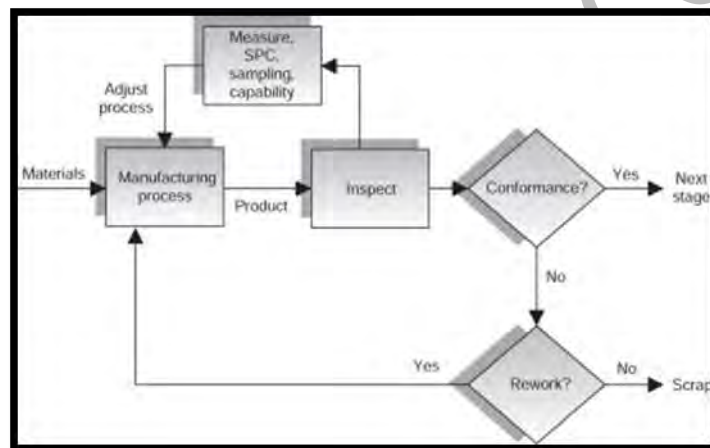 Measure,
SPC,
sampling,
capability
Adjust
process
Materials
Manufacturing
process
Product
Inspect
Conformance?
Yes
Next
stage
No
Rework?
Yes
No
Scrap